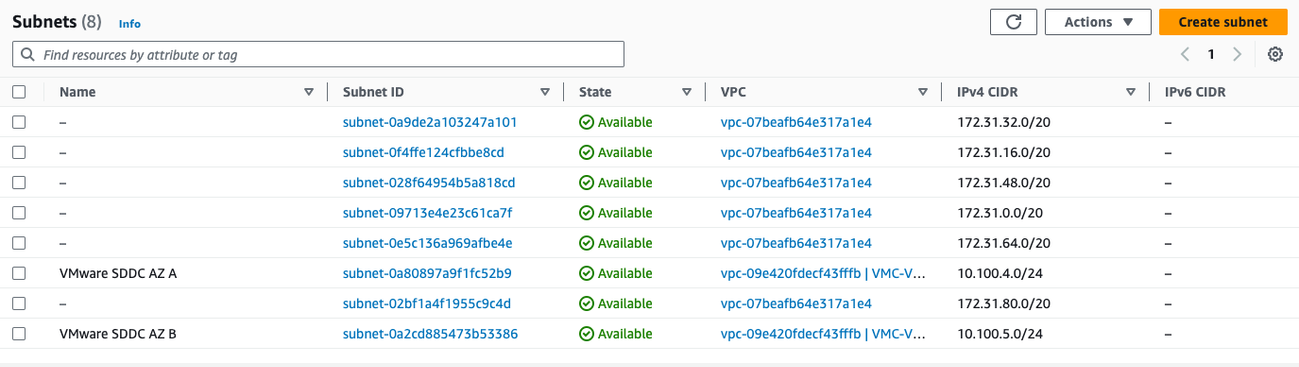 Subnets (8) Info Actions Create subnet
Find resources by attribute or tag 1
Name Subnet ID State VPC IPv4 CIDR IPv6 CIDR
– subnet-0a9de2a103247a101 Available vpc-07beafb64e317a1e4 172.31.32.0/20 –
– subnet-0f4ffe124cfbbe8cd Available vpc-07beafb64e317a1e4 172.31.16.0/20 –
– subnet-028f64954b5a818cd Available vpc-07beafb64e317a1e4 172.31.48.0/20 –
– subnet-09713e4e23c61ca7f Available vpc-07beafb64e317a1e4 172.31.0.0/20 –
– subnet-0e5c136a969afbe4e Available vpc-07beafb64e317a1e4 172.31.64.0/20 –
VMware SDDC AZ A subnet-0a80897a9f1fc52b9 Available vpc-09e420fdecf43fffb | VMC-V... 10.100.4.0/24 –
– subnet-02bf1a4f1955c9c4d Available vpc-07beafb64e317a1e4 172.31.80.0/20 –
VMware SDDC AZ B subnet-0a2cd885473b53386 Available vpc-09e420fdecf43fffb | VMC-V... 10.100.5.0/24 –